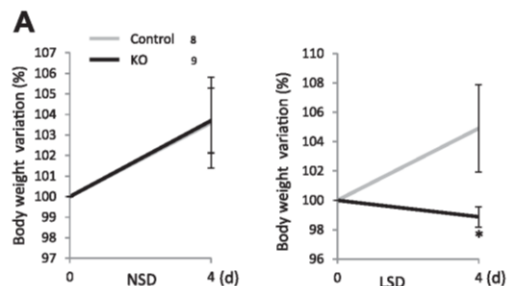 A
Control 8
KO 9
Body weight variation (%)
107
106
105
104
103
102
101
100
99
98
97
0
NSD
4 (d)
Body weight variation (%)
110
108
106
104
102
100
98
96
*
0
LSD
4 (d)